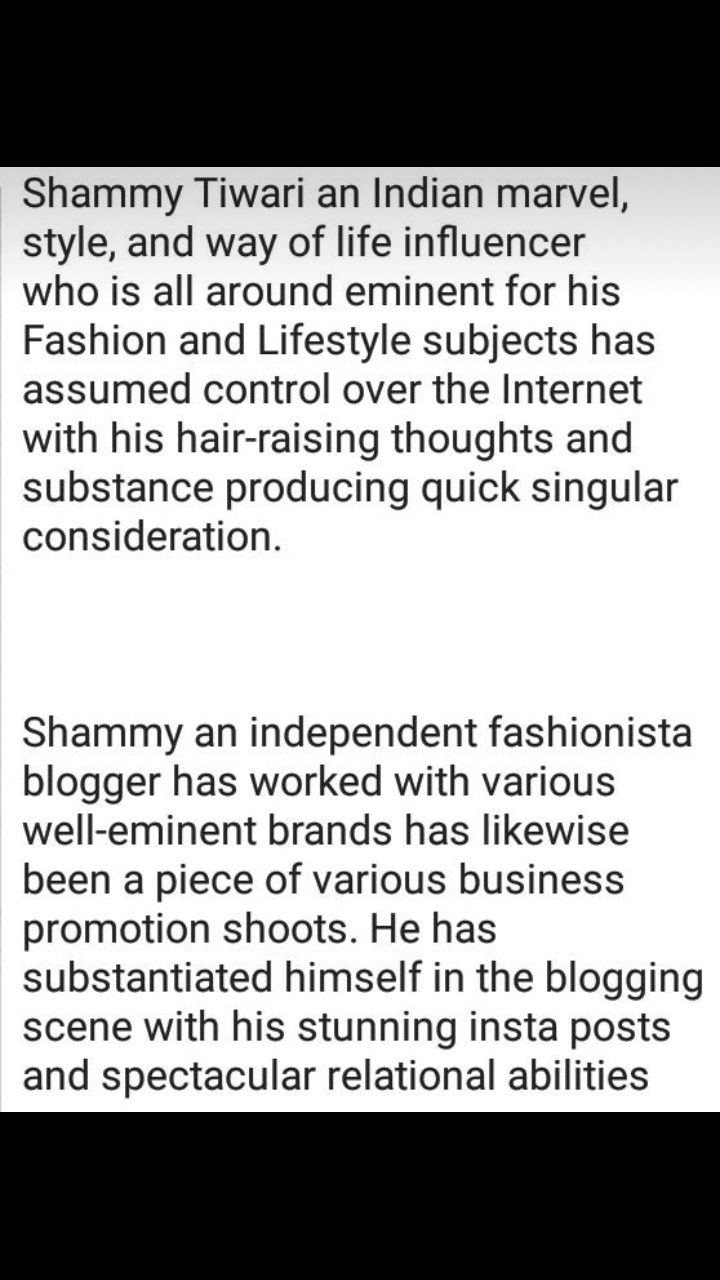 Shammy Tiwari an Indian marvel,
style, and way of life influencer
who is all around eminent for his
Fashion and Lifestyle subjects has
assumed control over the Internet
with his hair-raising thoughts and
substance producing quick singular
consideration.
Shammy an independent fashionista
blogger has worked with various
well-eminent brands has likewise
been a piece of various business
promotion shoots. He has
substantiated himself in the blogging
scene with his stunning insta posts
and spectacular relational abilities